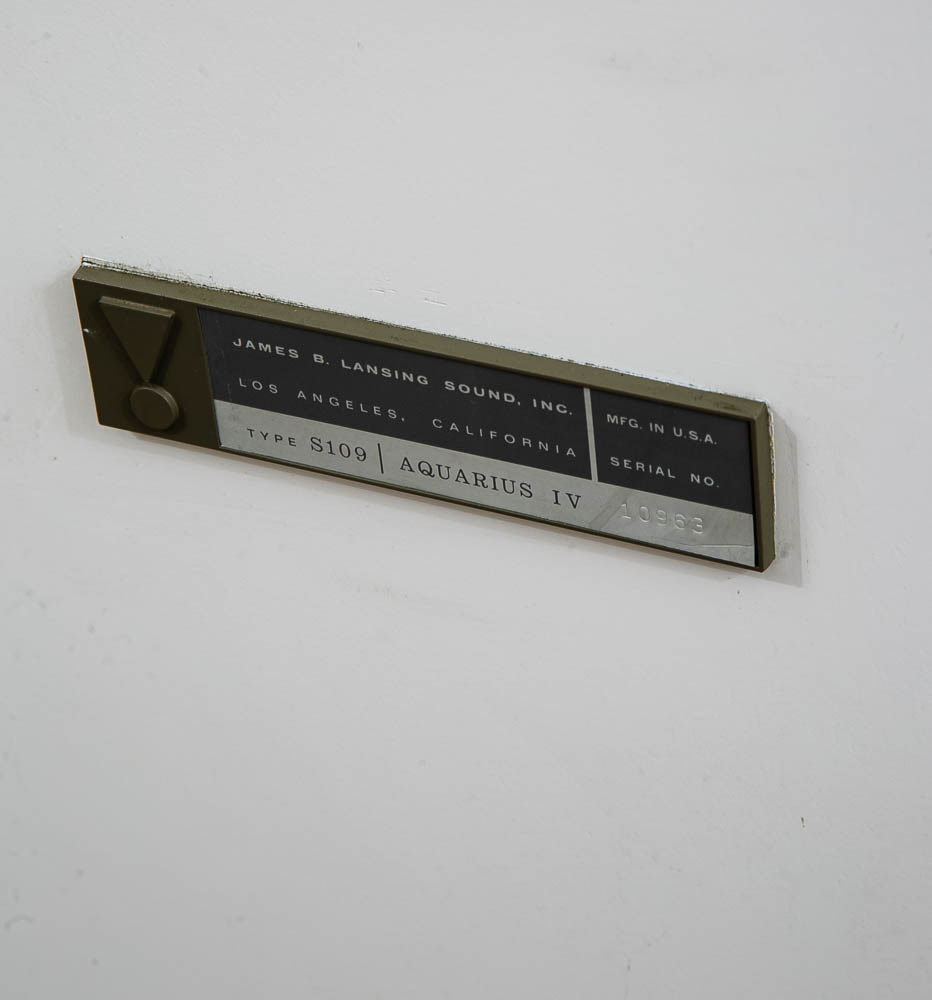 JAMES B. LANSING SOUND, INC.
LOS ANGELES, CALIFORNIA
MFG. IN U.S.A.
SERIAL NO.
TYPE S109 | AQUARIUS IV
10963